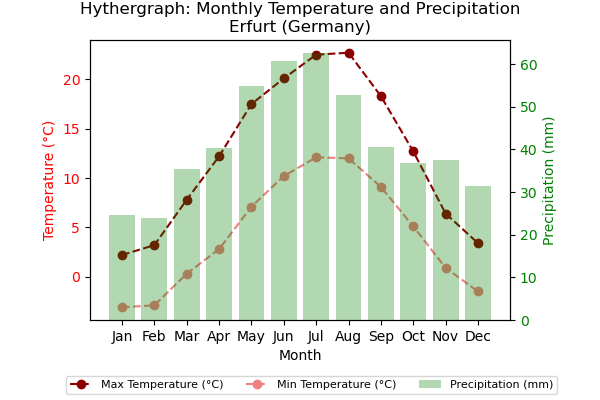 Hythergraph: Monthly Temperature and Precipitation
Erfurt (Germany)
Temperature (°C)
20
15
10
5
0
60
50
40
30
20
10
0
Precipitation (mm)
Jan Feb Mar Apr May Jun Jul Aug Sep Oct Nov Dec
Month
Max Temperature (°C) Min Temperature (°C) Precipitation (mm)